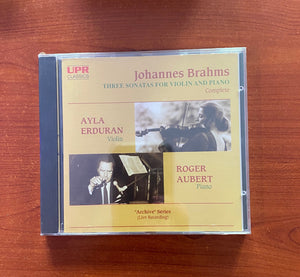 UPR
CLASSICS
Johannes Brahms
THREE SONATAS FOR VIOLIN AND PIANO
Complete
AYLA
ERDURAN
Violin
ROGER
AUBERT
Piano
"Archive" Series
(Live Recording)